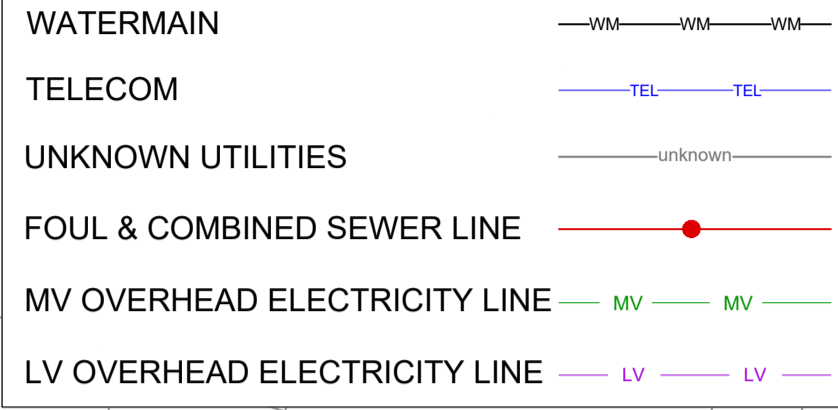 WATERMAIN WM WM WM
TELECOM TEL TEL
UNKNOWN UTILITIES unknown
FOUL & COMBINED SEWER LINE
MV OVERHEAD ELECTRICITY LINE MV MV
LV OVERHEAD ELECTRICITY LINE LV LV